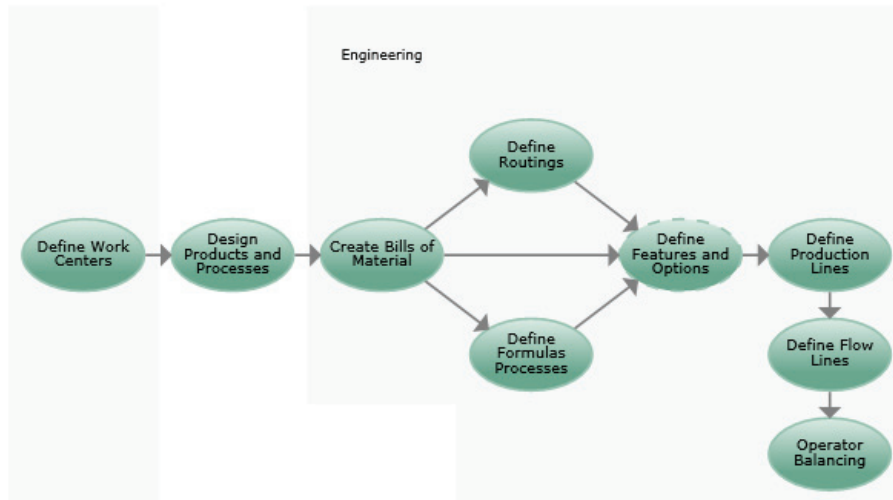 Engineering
Define
Routings
Define Work
Centers
Design
Products and
Processes
Create Bills of
Material
Define
Features and
Options
Define
Production
Lines
Define
Formulas
Processes
Define Flow
Lines
Operator
Balancing